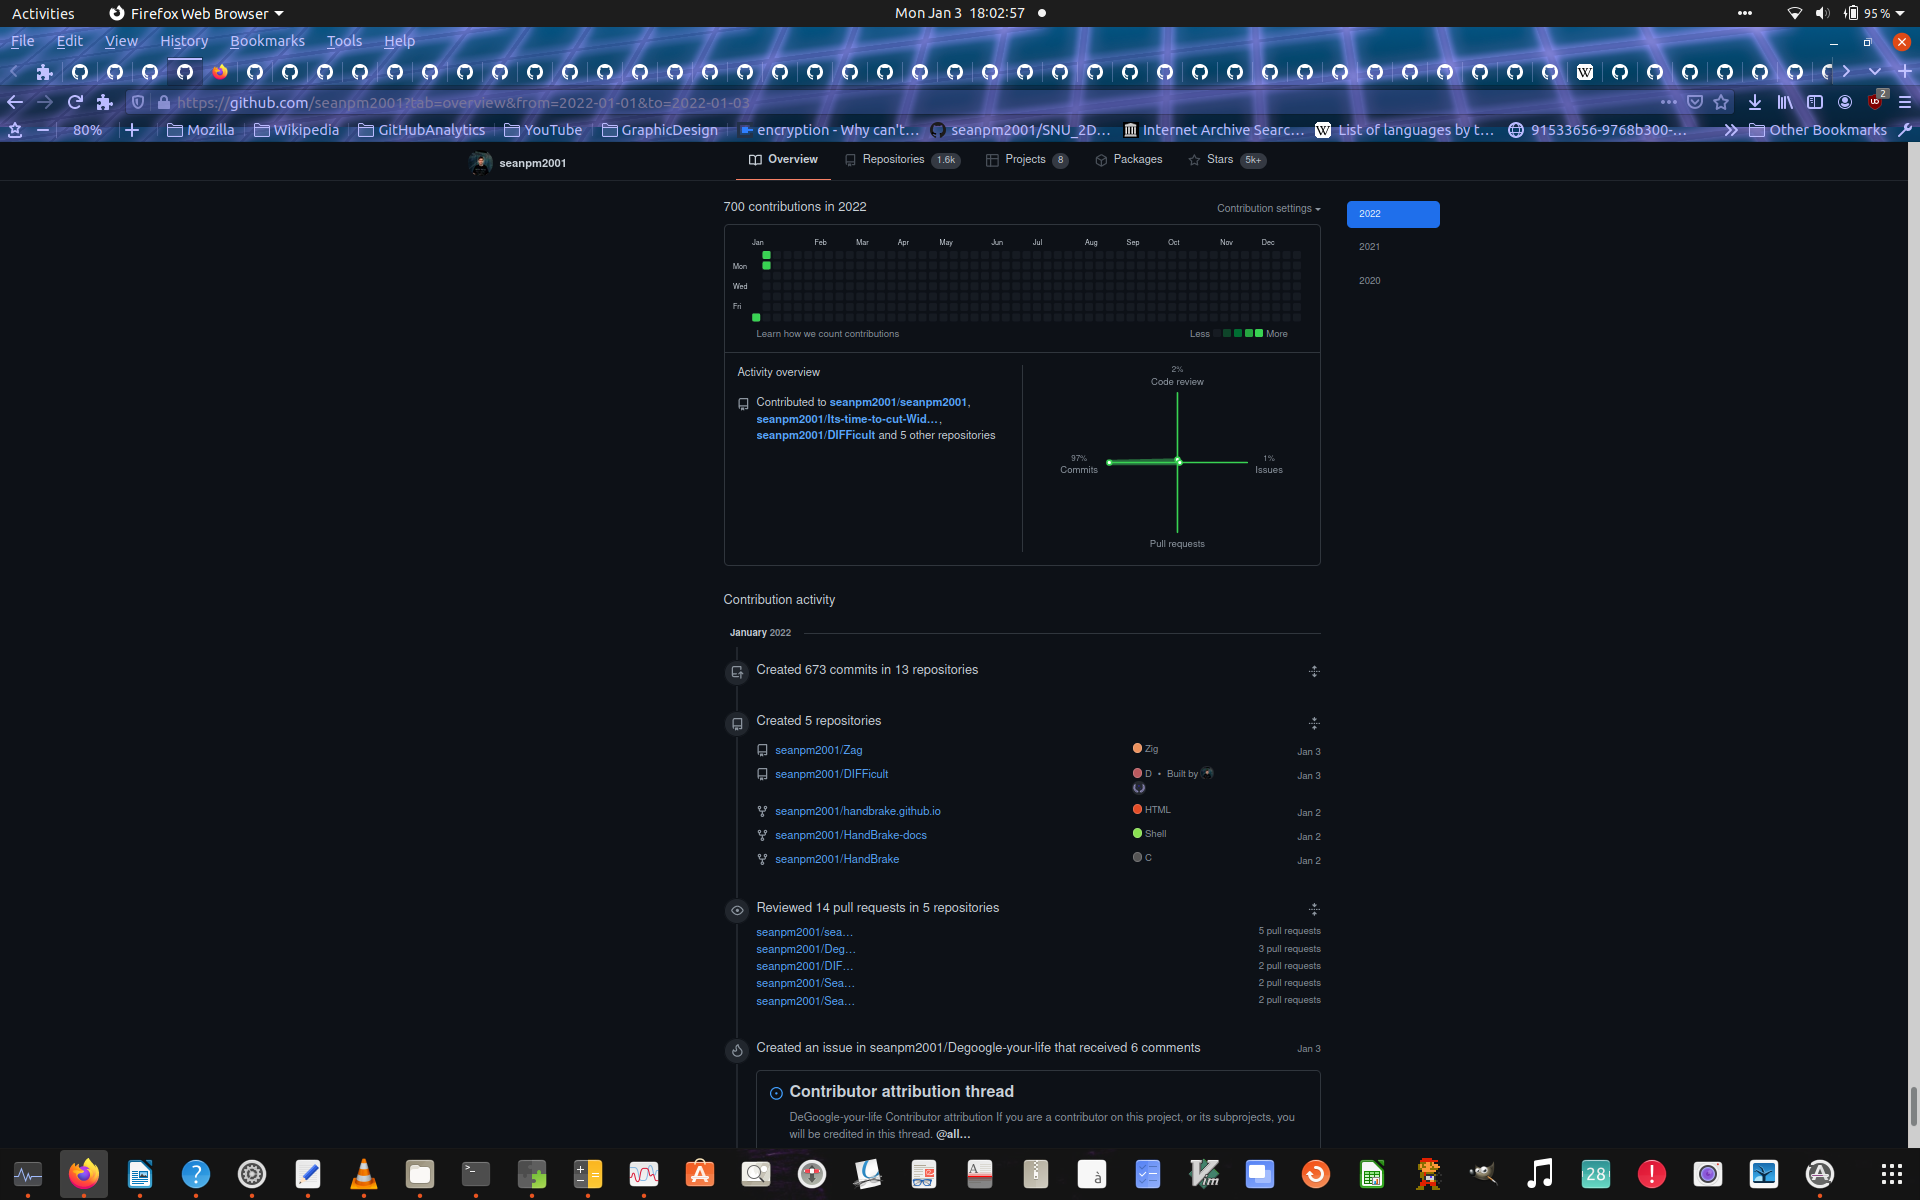 Activities
Firefox Web Browser
Mon Jan 3 18:02:57
95 %
File Edit View History Bookmarks Tools Help
https://github.com/seanpm2001?tab=overview&from=2022-01-01&to=2022-01-03
2
80%
Mozilla
Wikipedia
GitHubAnalytics
YouTube
GraphicDesign
encryption - Why can't…
seanpm2001/SNU_2D…
Internet Archive Searc…
List of languages by t…
91533656-9768b300-…
Other Bookmarks
seanpm2001
Overview
Repositories 1.6k
Projects 8
Packages
Stars 5k+
700 contributions in 2022
Contribution settings
2022
2021
2020
Jan Feb Mar Apr May Jun Jul Aug Sep Oct Nov Dec
Mon
Wed
Fri
Learn how we count contributions
Less More
Activity overview
Contributed to seanpm2001/seanpm2001,
seanpm2001/Its-time-to-cut-Wid…,
seanpm2001/DIFFicult and 5 other repositories
2%
Code review
97%
Commits
1%
Issues
Pull requests
Contribution activity
January 2022
Created 673 commits in 13 repositories
Created 5 repositories
seanpm2001/Zag Zig Jan 3
seanpm2001/DIFFicult D • Built by Jan 3
seanpm2001/handbrake.github.io HTML Jan 2
seanpm2001/HandBrake-docs Shell Jan 2
seanpm2001/HandBrake C Jan 2
Reviewed 14 pull requests in 5 repositories
seanpm2001/sea… 5 pull requests
seanpm2001/Deg… 3 pull requests
seanpm2001/DIF… 2 pull requests
seanpm2001/Sea… 2 pull requests
seanpm2001/Sea… 2 pull requests
Created an issue in seanpm2001/Degoogle-your-life that received 6 comments Jan 3
Contributor attribution thread
DeGoogle-your-life Contributor attribution If you are a contributor on this project, or its subprojects, you
will be credited in this thread. @all…
28